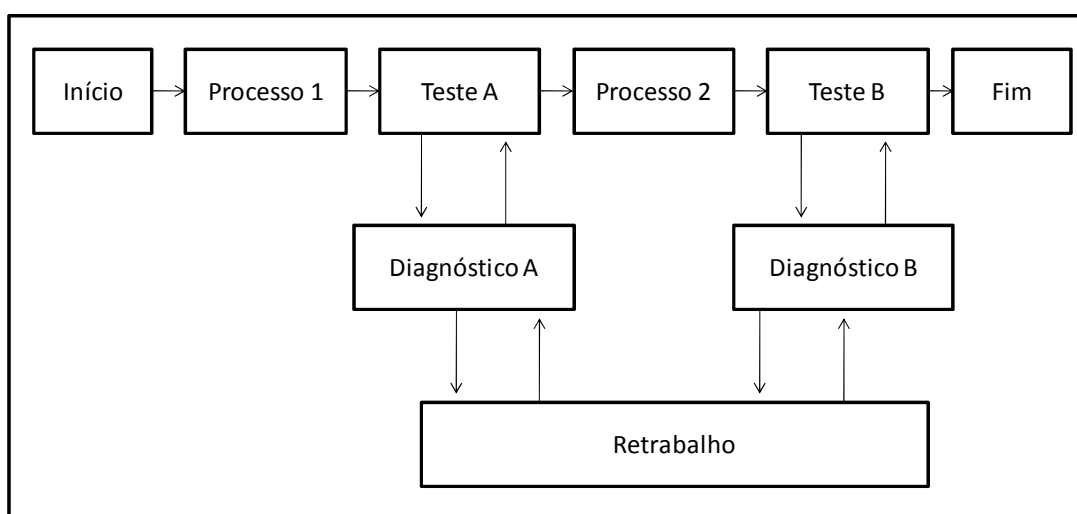 Início
Processo 1
Teste A
Processo 2
Teste B
Fim
Diagnóstico A
Diagnóstico B
Retrabalho